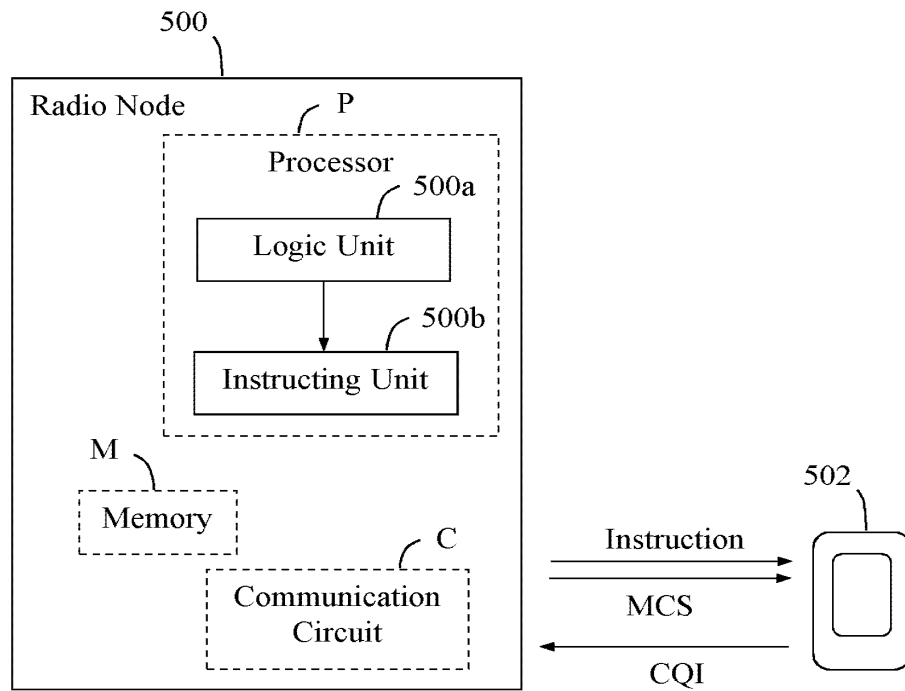 500
Radio Node
P
Processor
500a
Logic Unit
500b
Instructing Unit
M
Memory
C
Communication
Circuit
502
Instruction
MCS
CQI